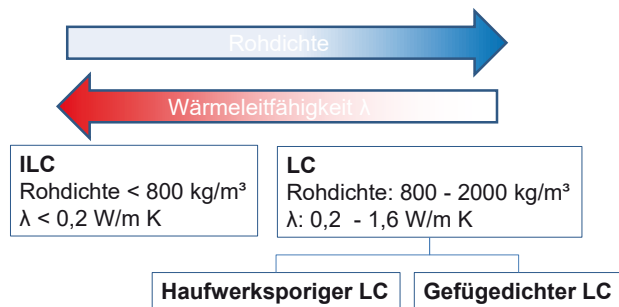 Rohdichte
Wärmeleitfähigkeit λ
ILC
Rohdichte < 800 kg/m³
λ < 0,2 W/m K
LC
Rohdichte: 800 - 2000 kg/m³
λ: 0,2 - 1,6 W/m K
Haufwerksporiger LC
Gefügedichter LC